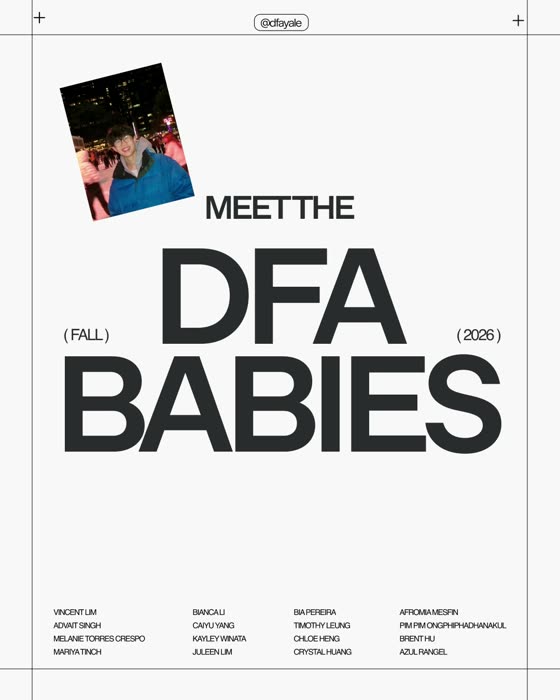 @dfayale
MEET THE
DFA
( FALL )
( 2026 )
BABIES
VINCENT LIM
ADVAIT SINGH
MELANIE TORRES CRESPO
MARIYA TINCH
BIANCA LI
CAIYU YANG
KAYLEY WINATA
JULEEN LIM
BIA PEREIRA
TIMOTHY LEUNG
CHLOE HENG
CRYSTAL HUANG
AFROMIA MESFIN
PIM PIM ONGPHIPHADHANAKUL
BRENT HU
AZUL RANGEL